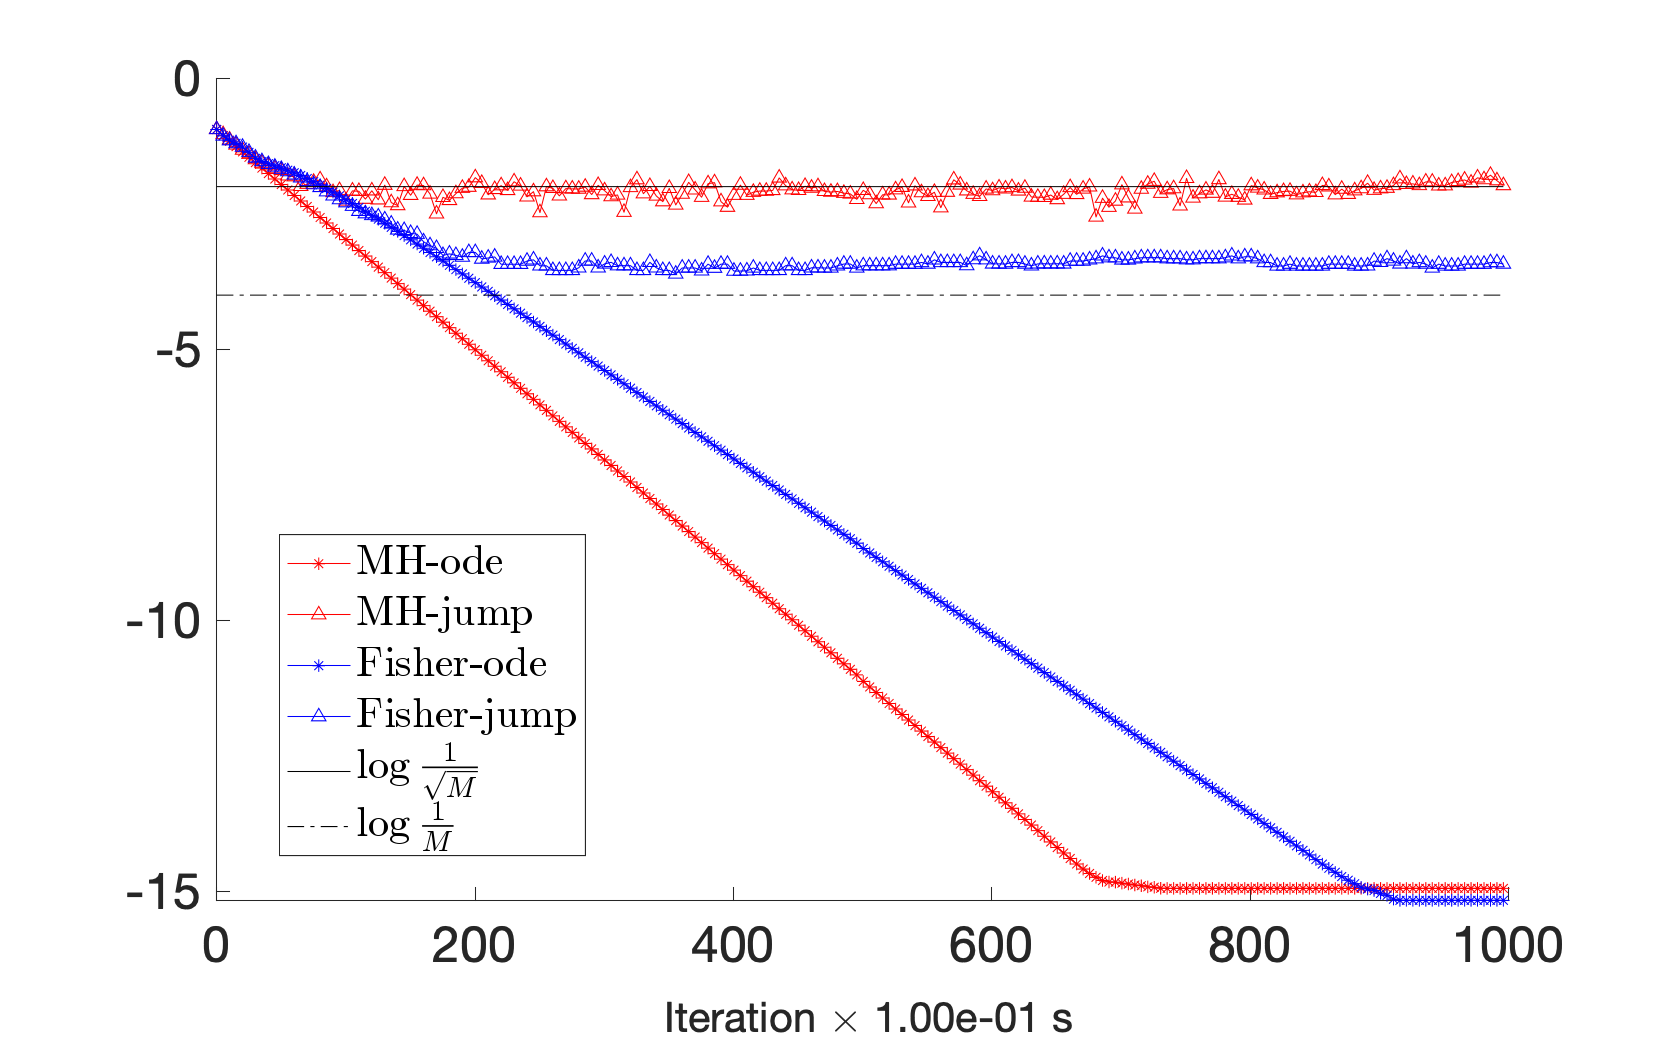 0
-5
-10
-15
MH-ode
MH-jump
Fisher-ode
Fisher-jump
log 1/√M
log 1/M
0 200 400 600 800 1000
Iteration × 1.00e-01 s